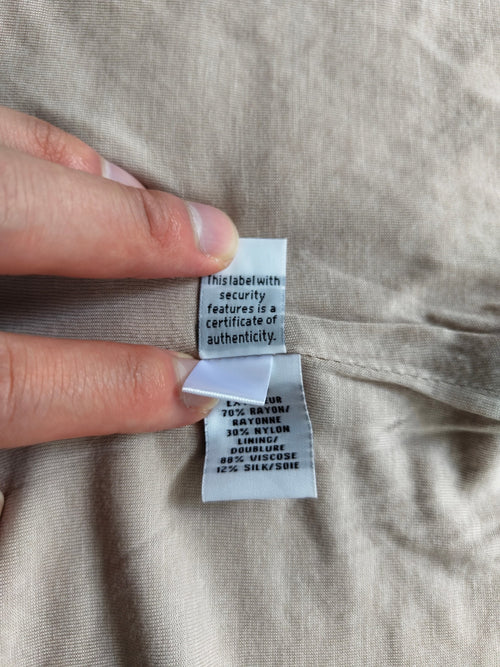 This label with
security
features is a
certificate of
authenticity.
70% RAYON/
RAYONNE
30% NYLON
LINING/
DOUBLURE
88% VISCOSE
12% SILK/SOIE